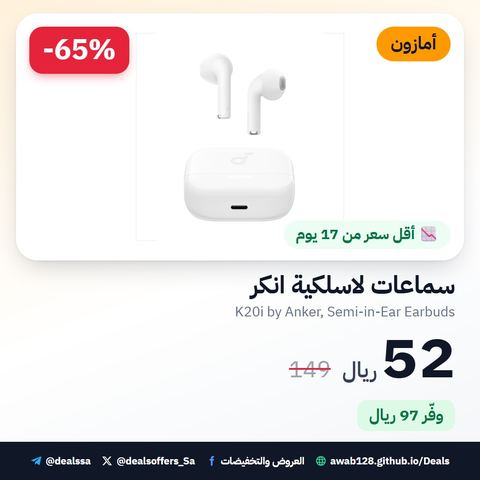 -65%
أمازون
أقل سعر من 17 يوم
سماعات لاسلكية انكر
K20i by Anker, Semi-in-Ear Earbuds
52 ريال 149
وفّر 97 ريال
awab128.github.io/Deals العروض والتخفيضات @dealsoffers_Sa @dealssa